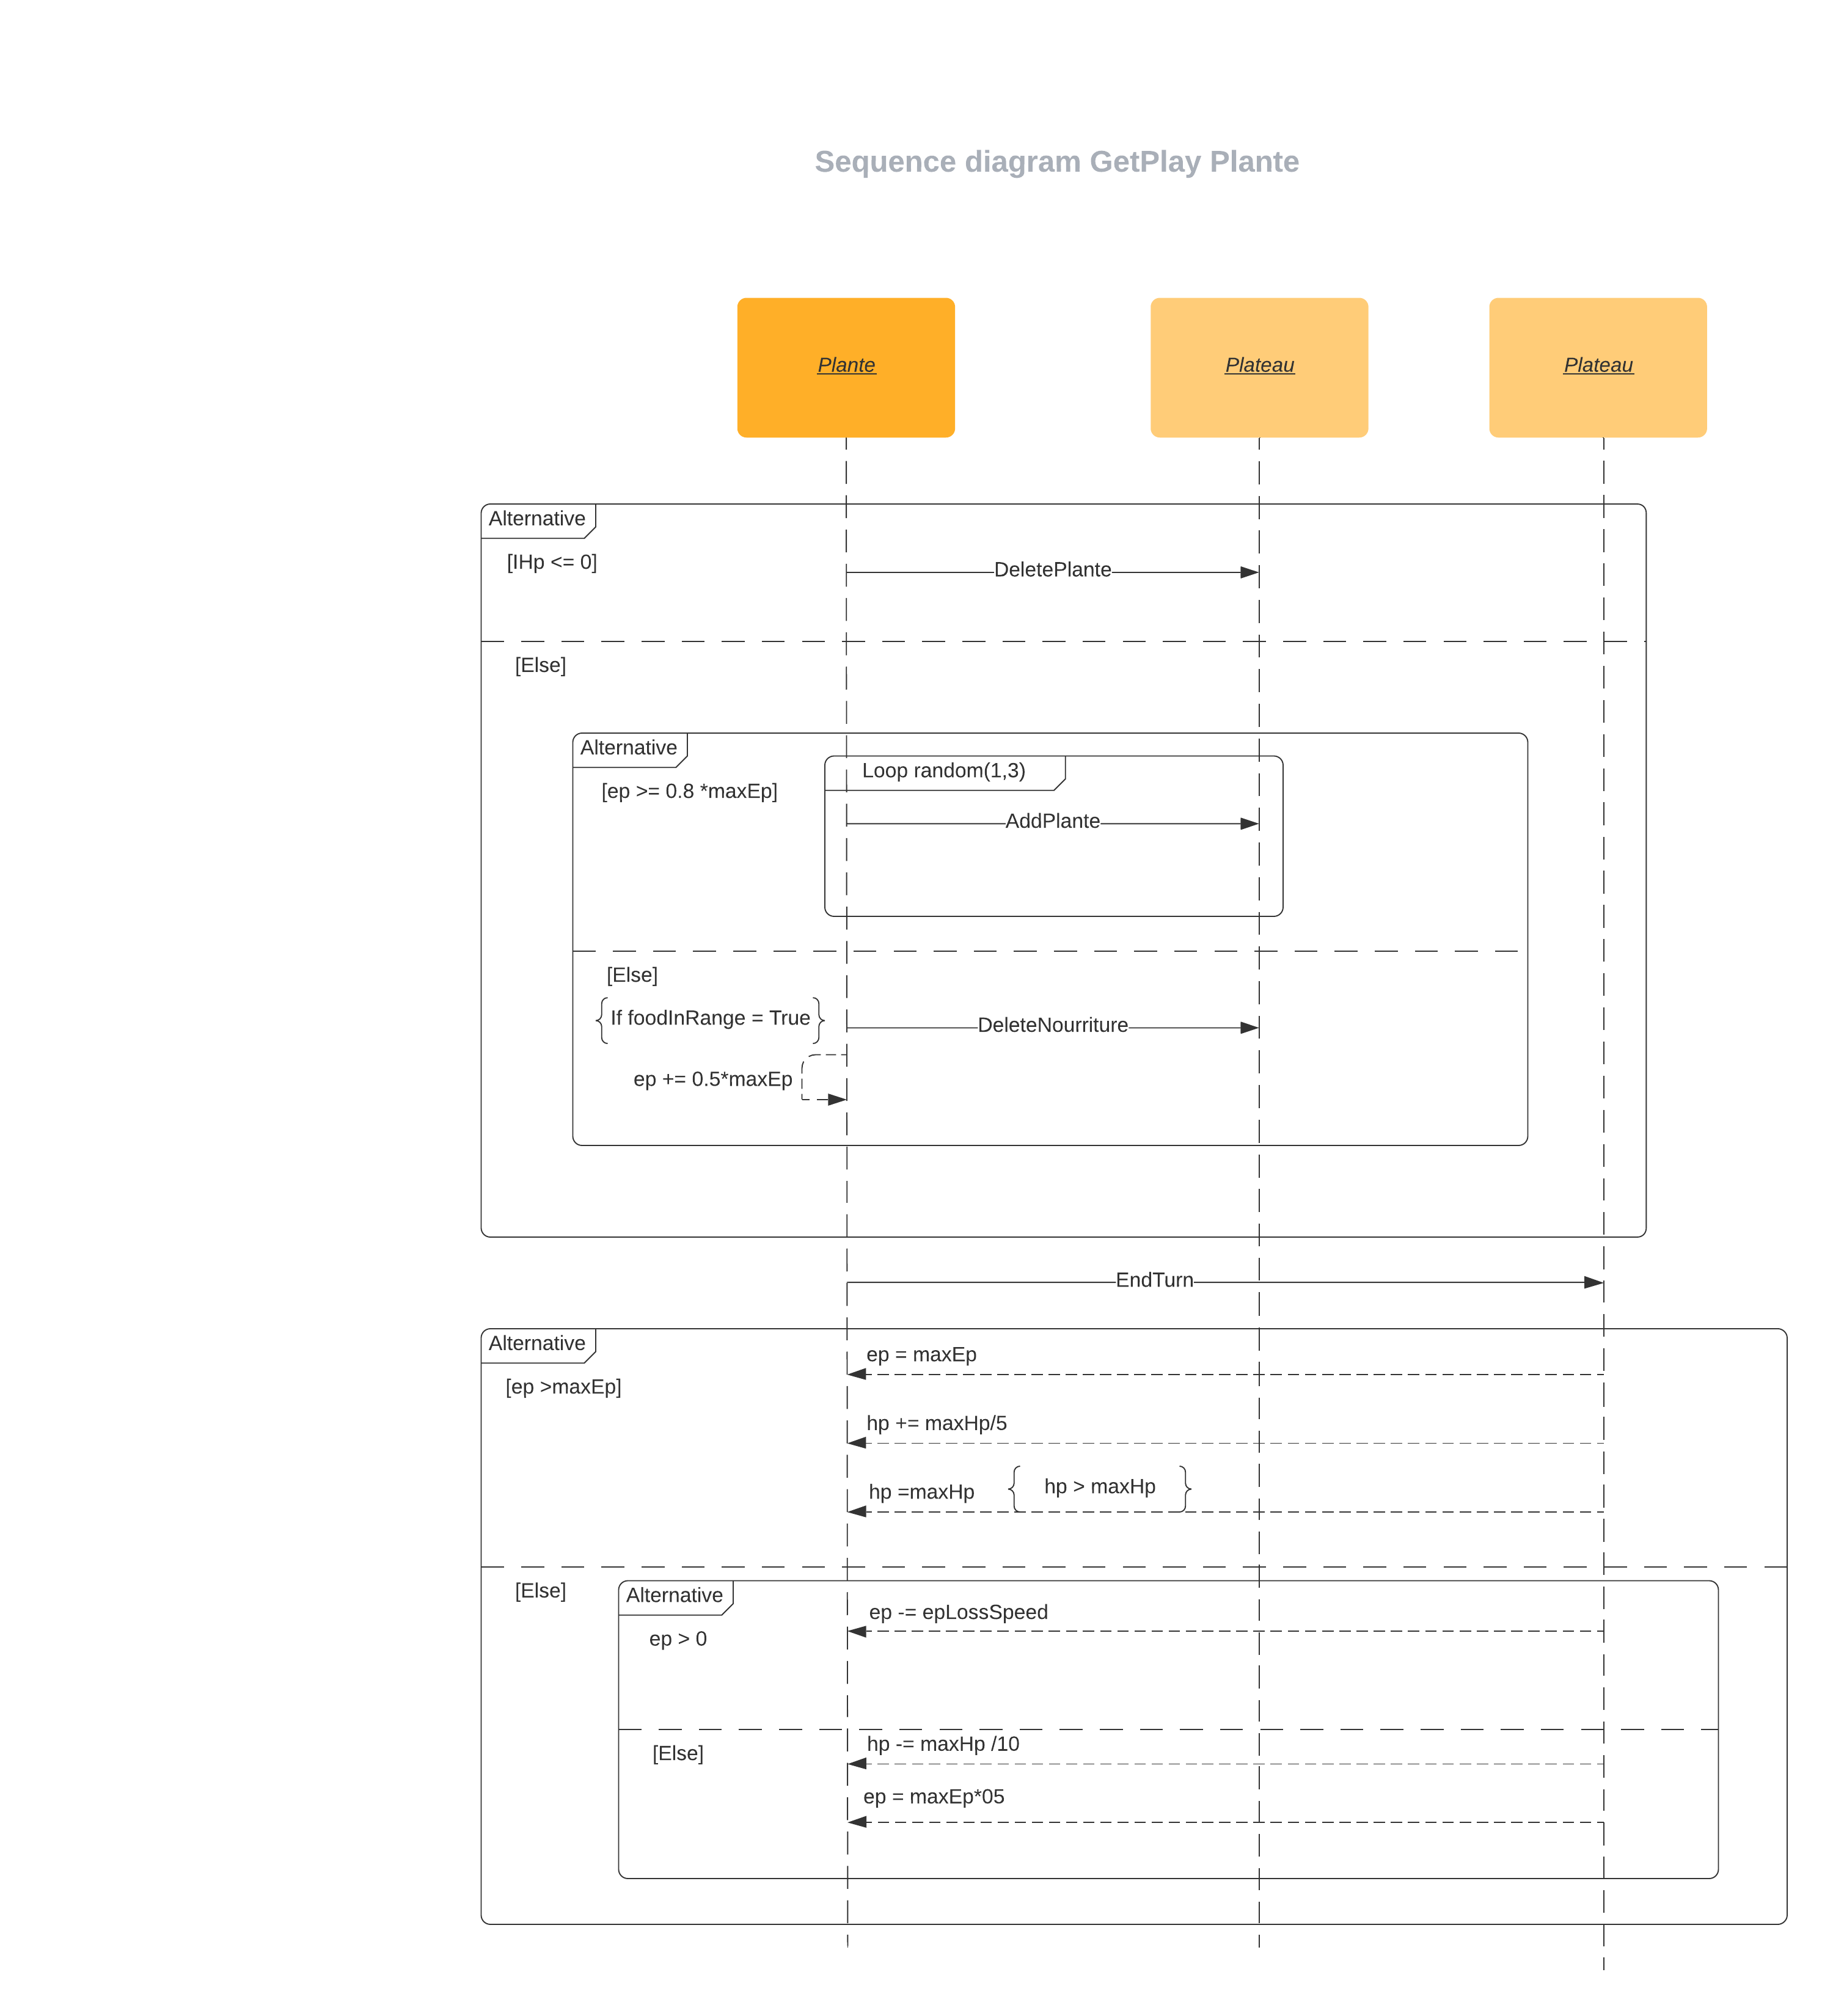 Sequence diagram GetPlay Plante
Plante
Plateau
Plateau
Alternative
[IHp <= 0]
DeletePlante
[Else]
Alternative
Loop random(1,3)
[ep >= 0.8 *maxEp]
AddPlante
[Else]
If foodInRange = True
DeleteNourriture
ep += 0.5*maxEp
EndTurn
Alternative
ep = maxEp
[ep >maxEp]
hp += maxHp/5
hp =maxHp
hp > maxHp
[Else]
Alternative
ep -= epLossSpeed
ep > 0
hp -= maxHp /10
[Else]
ep = maxEp*05